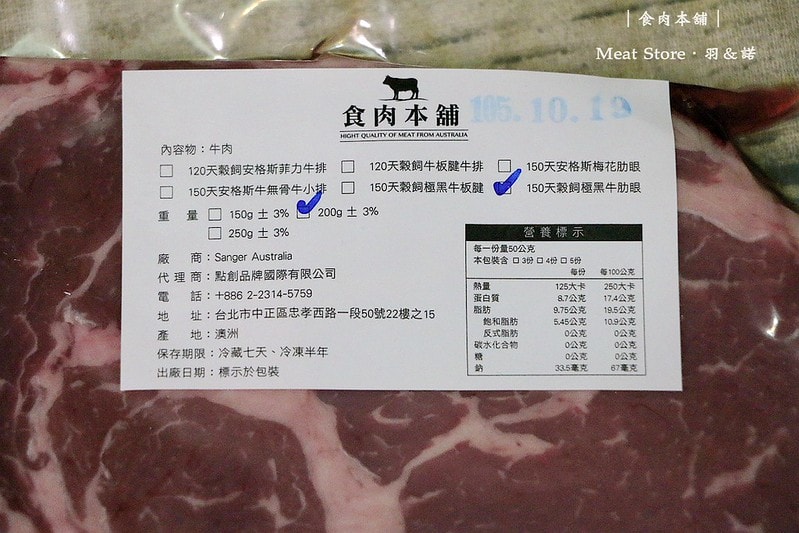 ｜食肉本舖｜
Meat Store · 羽&諾
食肉本舖
HIGHT QUALITY OF MEAT FROM AUSTRALIA
105.10.19
內容物：牛肉
□ 120天穀飼安格斯菲力牛排 □ 120天穀飼牛板腱牛排 □ 150天安格斯梅花肋眼
□ 150天安格斯牛無骨牛小排 □ 150天穀飼極黑牛板腱 ☑ 150天穀飼極黑牛肋眼
重 量 □ 150g ± 3% ☑ 200g ± 3%
□ 250g ± 3%
廠 商：Sanger Australia
代理商：點創品牌國際有限公司
電 話：+886 2-2314-5759
地 址：台北市中正區忠孝西路一段50號22樓之15
產 地：澳洲
保存期限：冷藏七天、冷凍半年
出廠日期：標示於包裝
營養標示
每一份量50公克
本包裝含 □ 3份 □ 4份 □ 5份
每份 每100公克
熱量 125大卡 250大卡
蛋白質 8.7公克 17.4公克
脂肪 9.75公克 19.5公克
飽和脂肪 5.45公克 10.9公克
反式脂肪 0公克 0公克
碳水化合物 0公克 0公克
糖 0公克 0公克
鈉 33.5毫克 67毫克